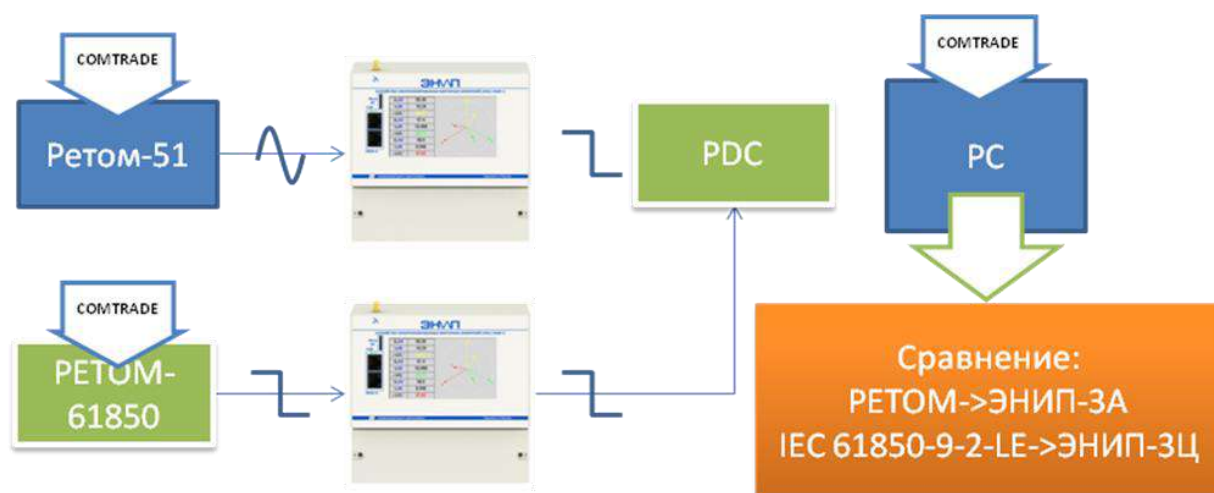 COMTRADE
COMTRADE
Ретом-51
ЭНИП
PDC
PC
COMTRADE
РЕТОМ-
61850
ЭНИП
Сравнение:
РЕТОМ->ЭНИП-3А
IEC 61850-9-2-LE->ЭНИП-3Ц